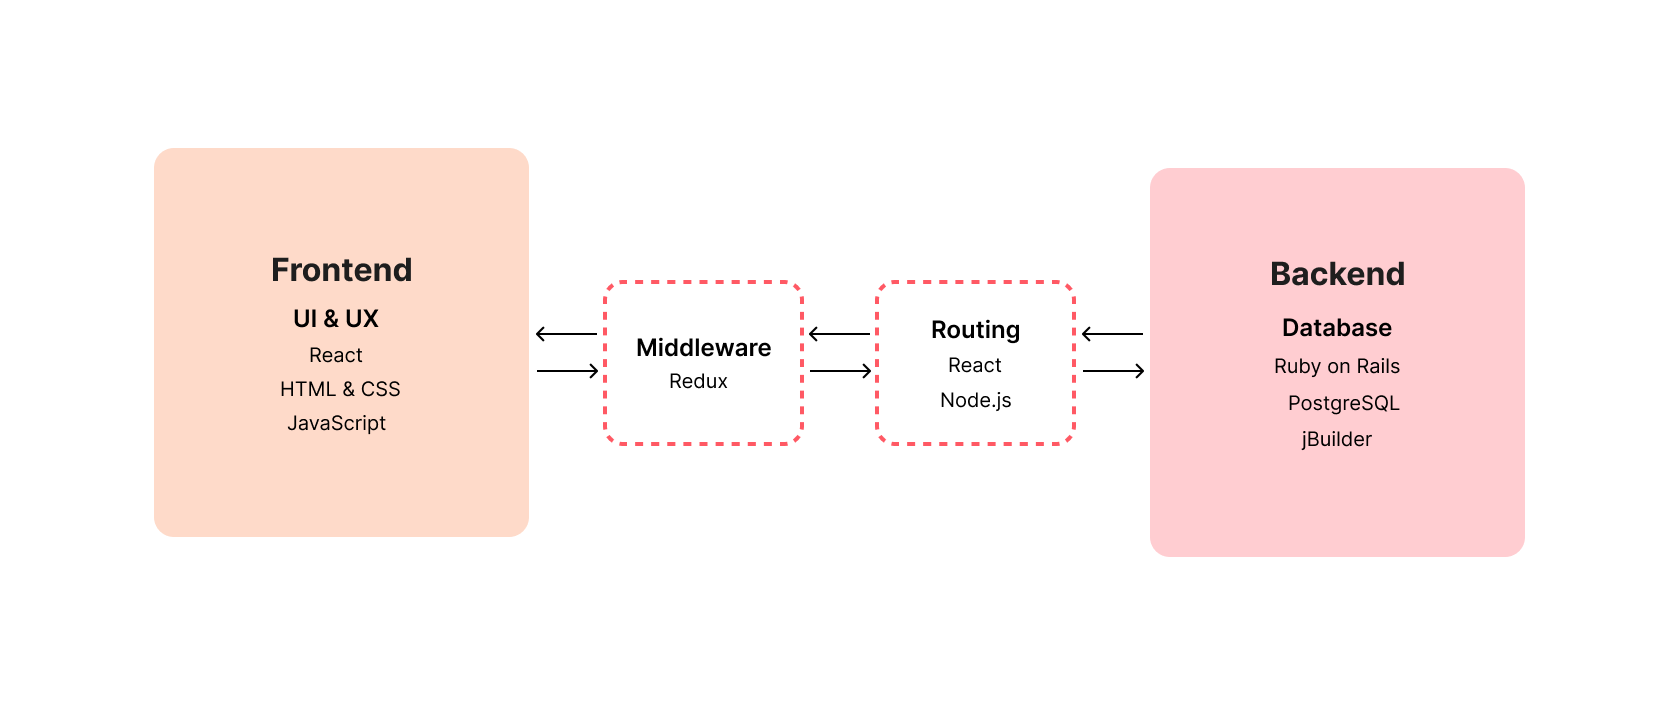 Frontend
UI & UX
React
HTML & CSS
JavaScript
Middleware
Redux
Routing
React
Node.js
Backend
Database
Ruby on Rails
PostgreSQL
jBuilder